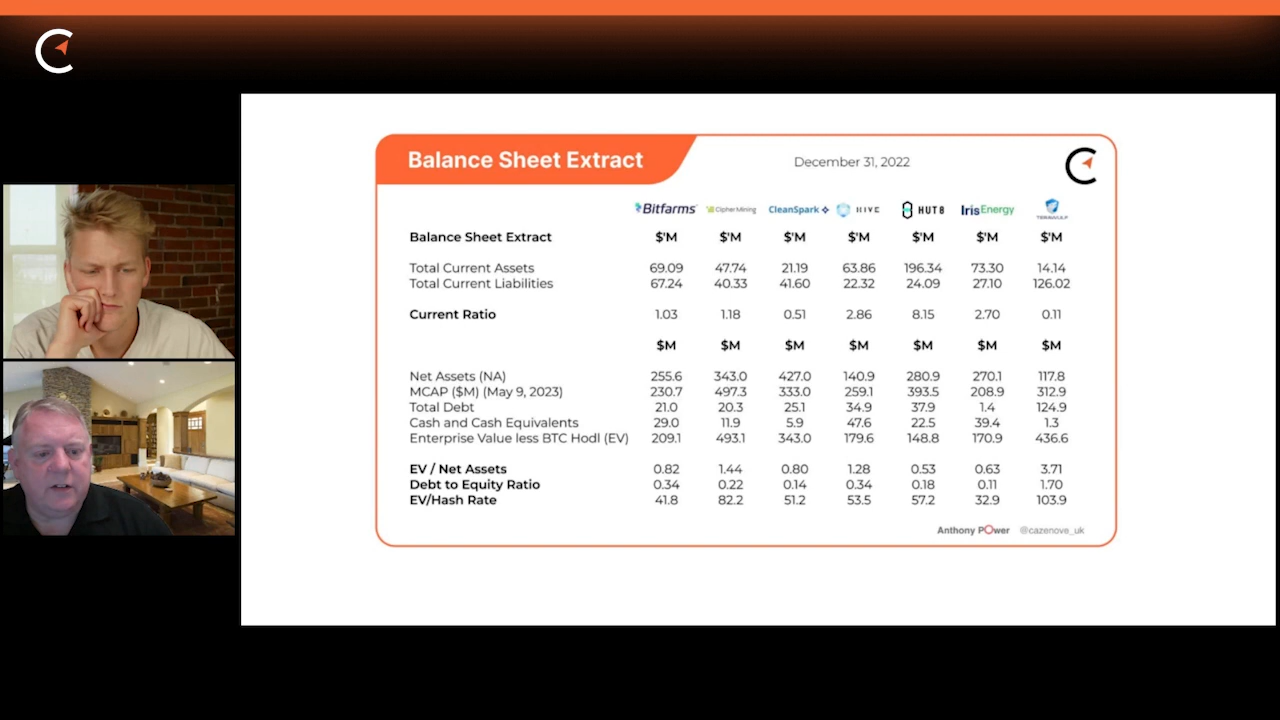 Balance Sheet Extract December 31, 2022
Bitfarms Cipher Mining CleanSpark HIVE HUT8 IrisEnergy TERAWULF
Balance Sheet Extract $'M $'M $'M $'M $'M $'M $'M
Total Current Assets 69.09 47.74 21.19 63.86 196.34 73.30 14.14
Total Current Liabilities 67.24 40.33 41.60 22.32 24.09 27.10 126.02
Current Ratio 1.03 1.18 0.51 2.86 8.15 2.70 0.11
$M $M $M $M $M $M $M
Net Assets (NA) 255.6 343.0 427.0 140.9 280.9 270.1 117.8
MCAP ($M) (May 9, 2023) 230.7 497.3 333.0 259.1 393.5 208.9 312.9
Total Debt 21.0 20.3 25.1 34.9 37.9 1.4 124.9
Cash and Cash Equivalents 29.0 11.9 5.9 47.6 22.5 39.4 1.3
Enterprise Value less BTC Hodl (EV) 209.1 493.1 343.0 179.6 148.8 170.9 436.6
EV / Net Assets 0.82 1.44 0.80 1.28 0.53 0.63 3.71
Debt to Equity Ratio 0.34 0.22 0.14 0.34 0.18 0.11 1.70
EV/Hash Rate 41.8 82.2 51.2 53.5 57.2 32.9 103.9
Anthony Power @cazenove_uk